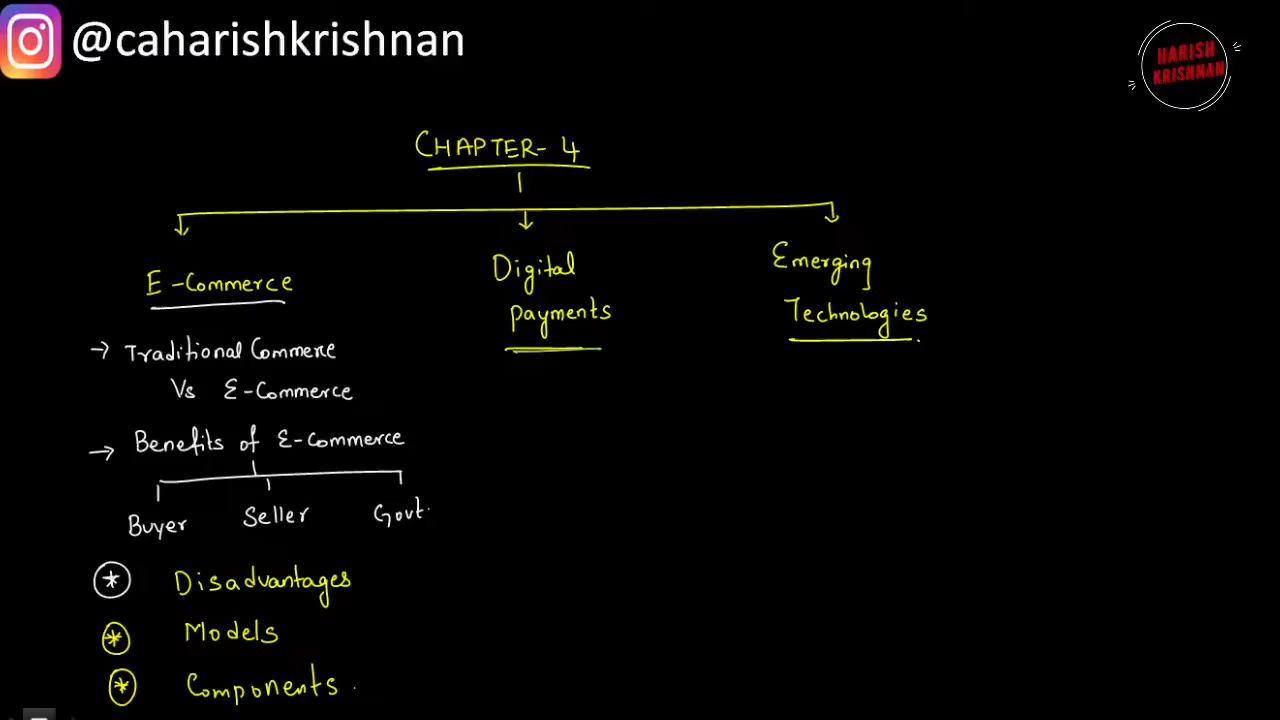 @caharishkrishnan
HARISH
KRISHNAN
CHAPTER- 4
E-Commerce
Digital
payments
Emerging
Technologies
→ Traditional Commerce
Vs E-Commerce
→ Benefits of E-Commerce
Buyer Seller Govt.
* Disadvantages
* Models
* Components